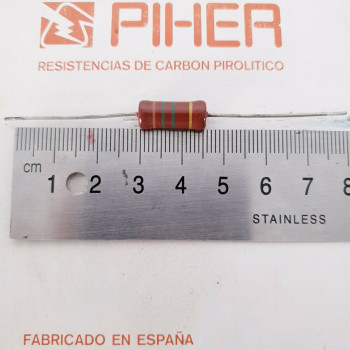 PIHER
RESISTENCIAS DE CARBON PIROLITICO
cm 1 2 3 4 5 6 7 8
STAINLESS
FABRICADO EN ESPAÑA